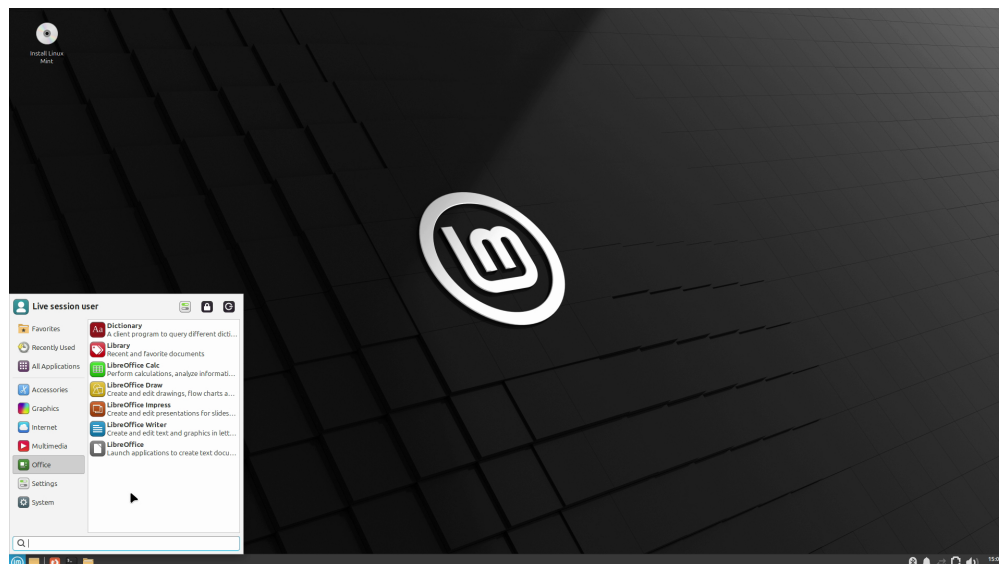 Install Linux
Mint
Live session user
Favorites
Recently Used
All Applications
Accessories
Graphics
Internet
Multimedia
Office
Settings
System
Dictionary
A client program to query different dicti...
Library
Recent and favorite documents
LibreOffice Calc
Perform calculations, analyze informati...
LibreOffice Draw
Create and edit drawings, flow charts a...
LibreOffice Impress
Create and edit presentations for slides...
LibreOffice Writer
Create and edit text and graphics in lett...
LibreOffice
Launch applications to create text docu...